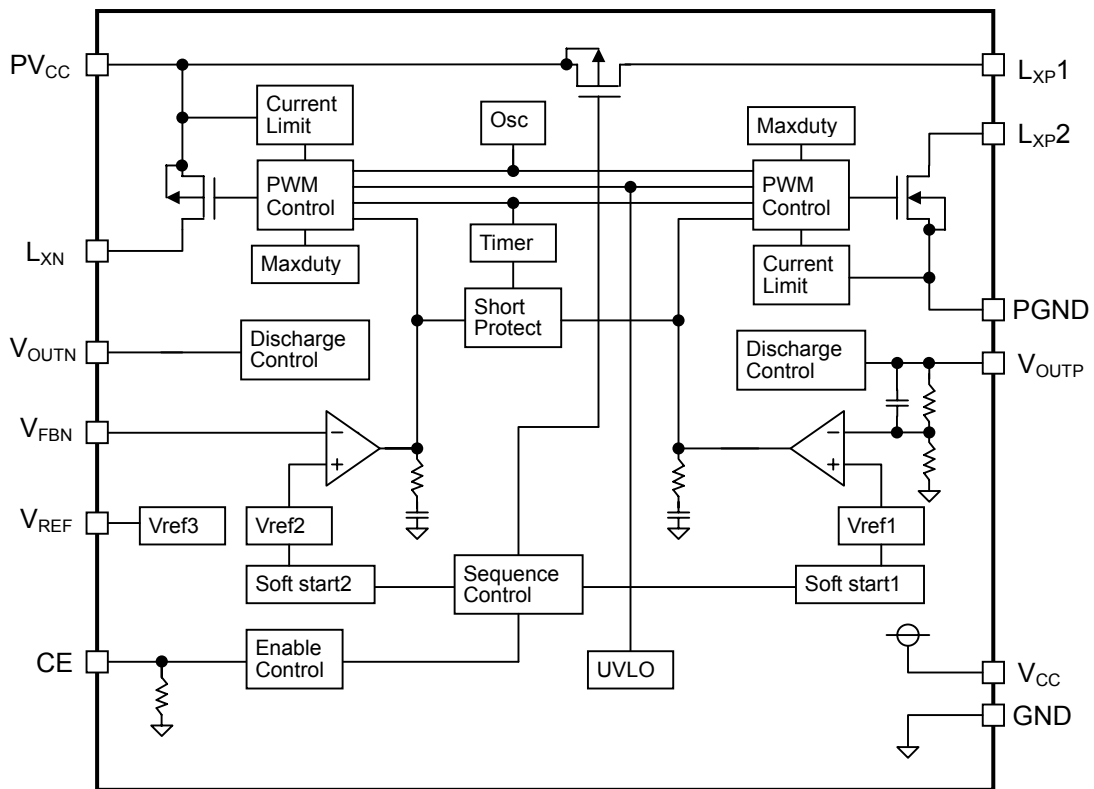 PVCC
LXP1
Current
Limit
Osc
Maxduty
LXP2
PWM
Control
PWM
Control
LXN
Maxduty
Timer
Current
Limit
Short
Protect
PGND
VOUTN
Discharge
Control
Discharge
Control
VOUTP
VFBN
−
+
−
+
VREF
Vref3
Vref2
Vref1
Soft start2
Sequence
Control
Soft start1
CE
Enable
Control
UVLO
VCC
GND